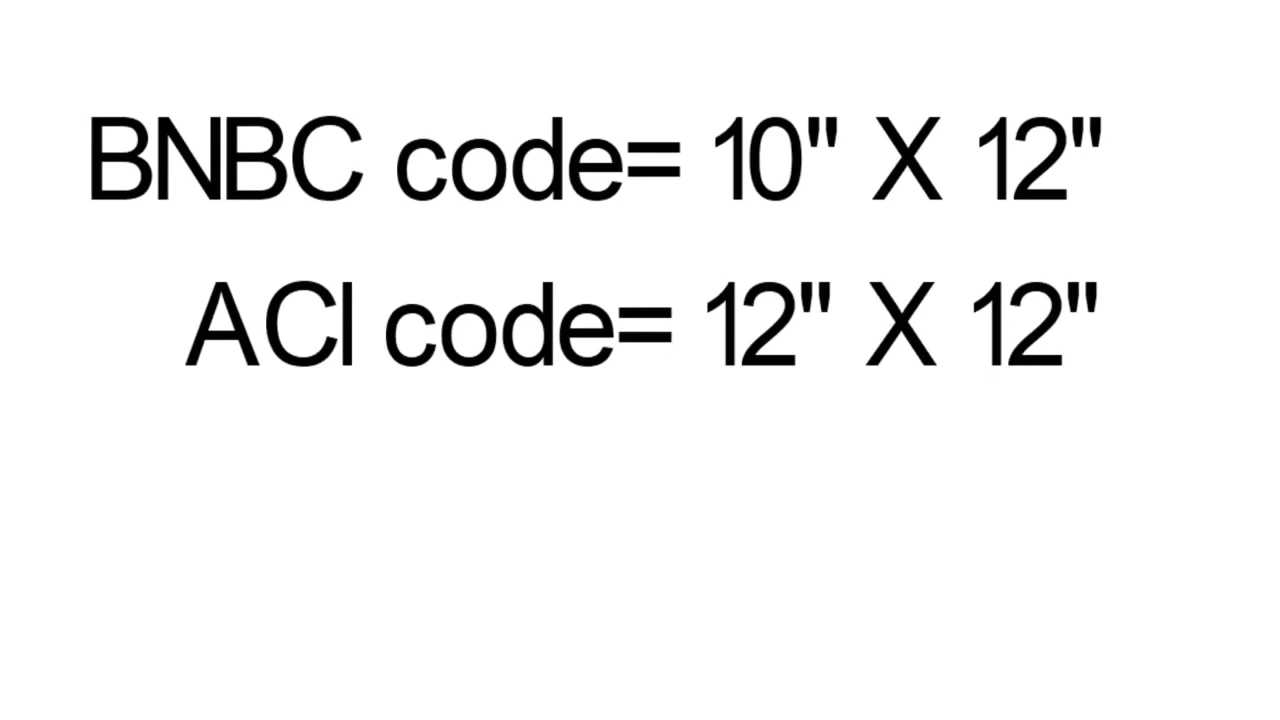 BNBC code= 10" X 12"
ACI code= 12" X 12"